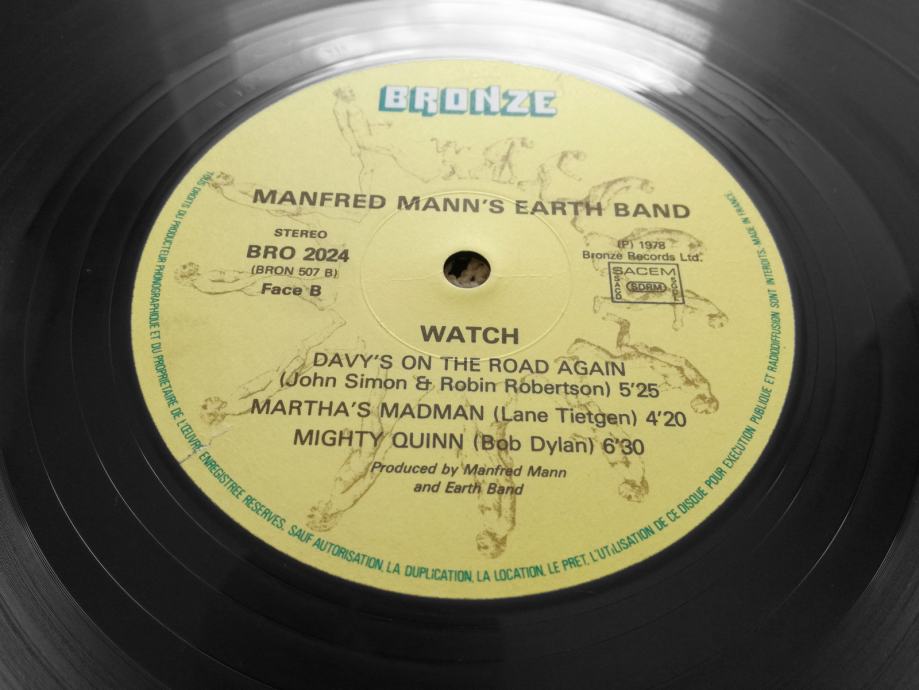 BRONZE
MANFRED MANN'S EARTH BAND
STEREO
BRO 2024
(BRON 507 B)
Face B
(P) 1978
Bronze Records Ltd.
SACEM
SACD
SDRM
SGDL
WATCH
DAVY'S ON THE ROAD AGAIN
(John Simon & Robin Robertson) 5'25
MARTHA'S MADMAN (Lane Tietgen) 4'20
MIGHTY QUINN (Bob Dylan) 6'30
Produced by Manfred Mann
and Earth Band
TOUS DROITS DU PRODUCTEUR PHONOGRAPHIQUE ET DU PROPRIETAIRE DE L'ŒUVRE ENREGISTREE RESERVES. SAUF AUTORISATION, LA DUPLICATION, LA LOCATION, LE PRET, L'UTILISATION DE CE DISQUE POUR EXECUTION PUBLIQUE ET RADIODIFFUSION SONT INTERDITS. MADE IN FRANCE